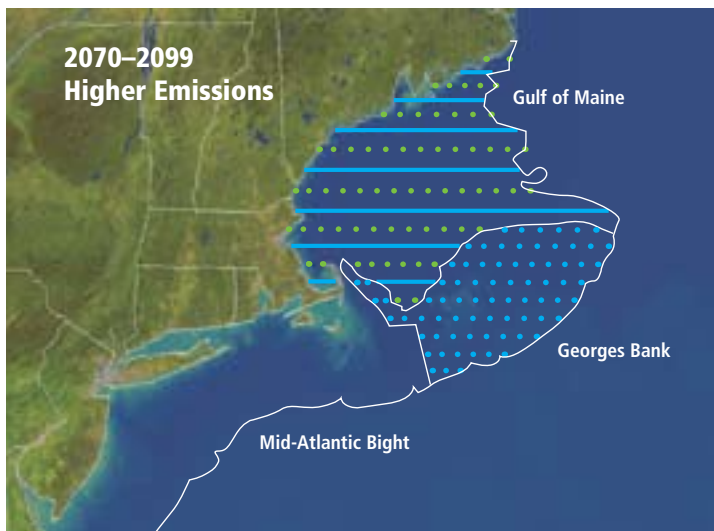 2070–2099
Higher Emissions
Gulf of Maine
Georges Bank
Mid-Atlantic Bight